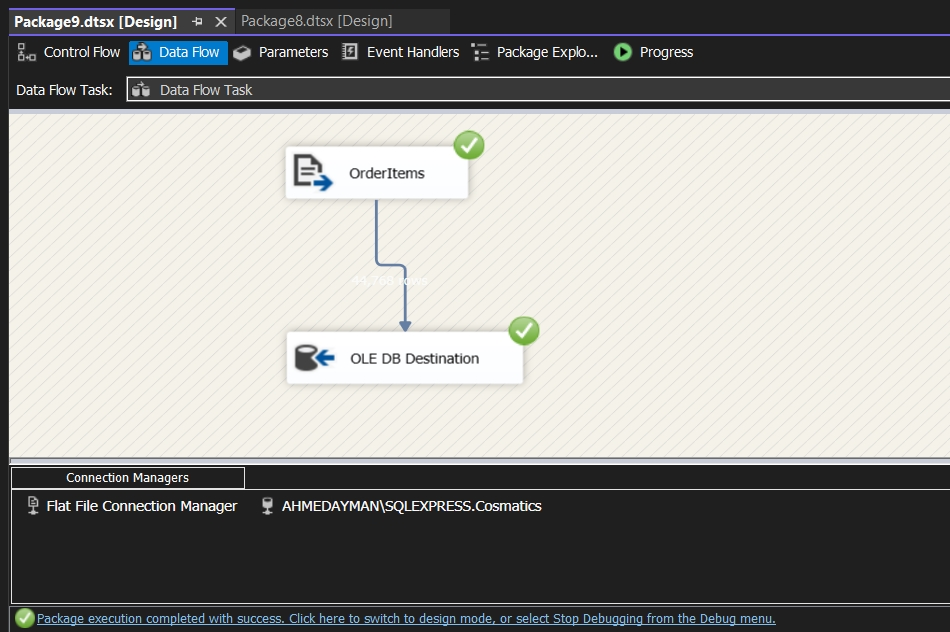 Package9.dtsx [Design] Package8.dtsx [Design]
Control Flow Data Flow Parameters Event Handlers Package Explo... Progress
Data Flow Task: Data Flow Task
OrderItems
44,768 rows
OLE DB Destination
Connection Managers
Flat File Connection Manager AHMEDAYMAN\SQLEXPRESS.Cosmatics
Package execution completed with success. Click here to switch to design mode, or select Stop Debugging from the Debug menu.